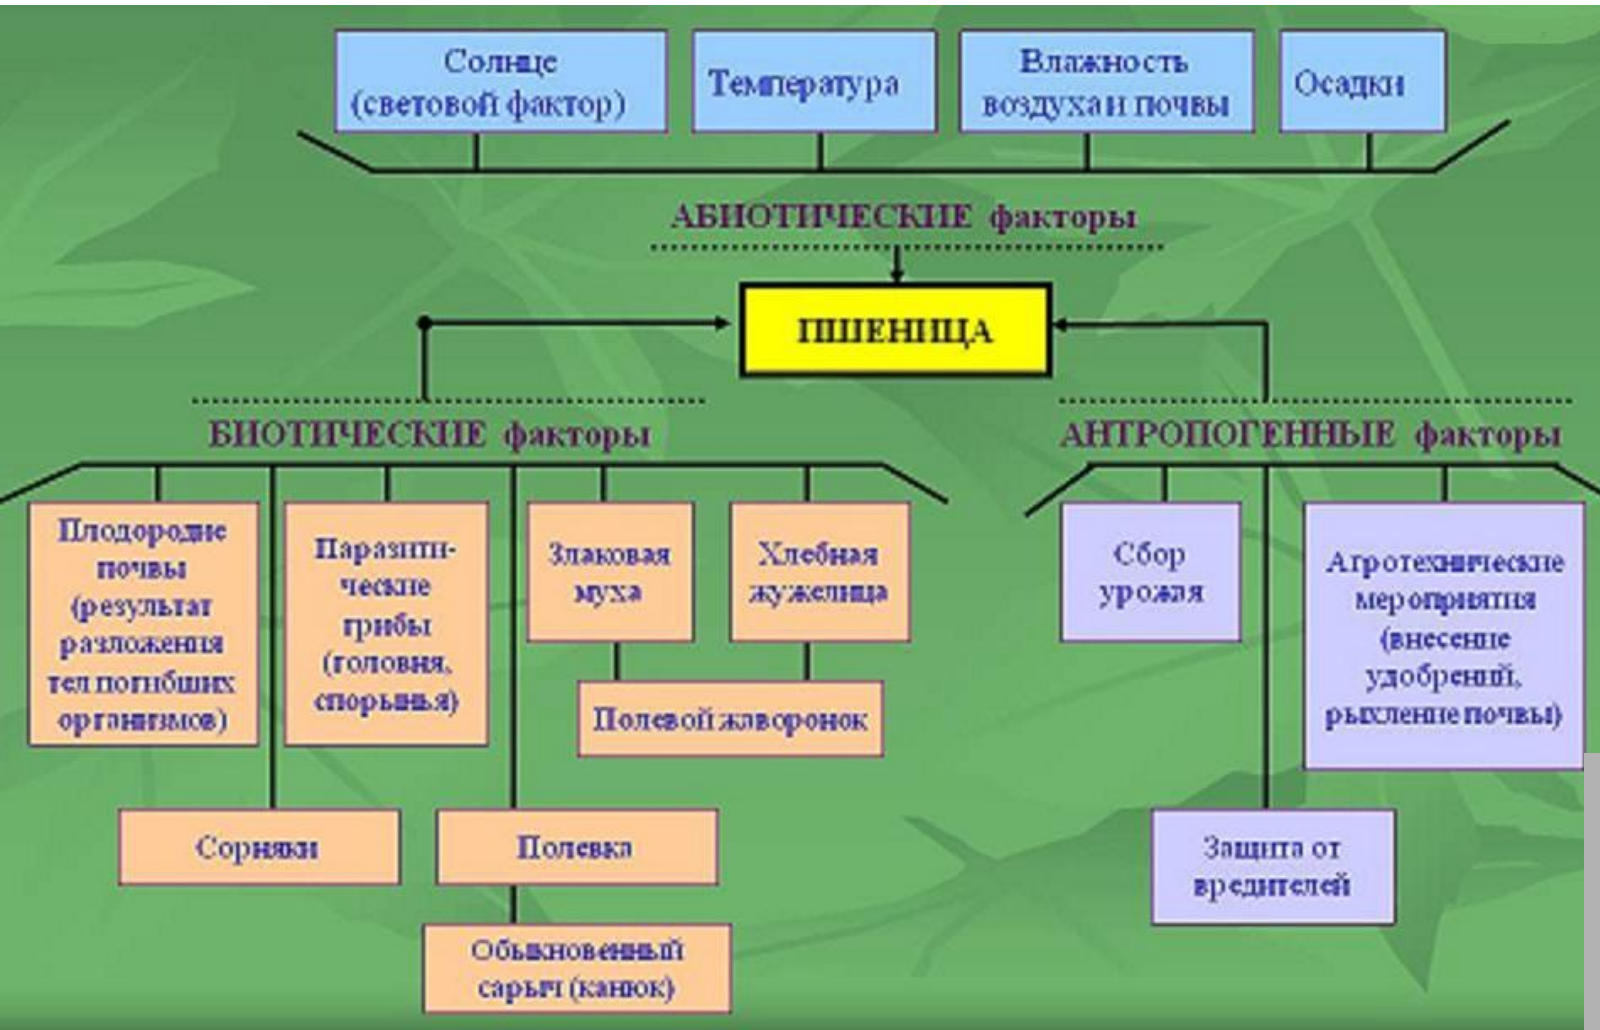 Солнце
(световой фактор)
Температура
Влажность
воздуха и почвы
Осадки
АБИОТИЧЕСКИЕ факторы
ПШЕНИЦА
БИОТИЧЕСКИЕ факторы
АНТРОПОГЕННЫЕ факторы
Плодородие
почвы
(результат
разложения
тел погибших
организмов)
Паразити-
ческие
грибы
(головня,
спорынья)
Злаковая
муха
Хлебная
жужелица
Полевой жаворонок
Сбор
урожая
Агротехнические
мероприятия
(внесение
удобрений,
рыхление почвы)
Сорняки
Полевка
Защита от
вредителей
Обыкновенный
сарыч (канюк)